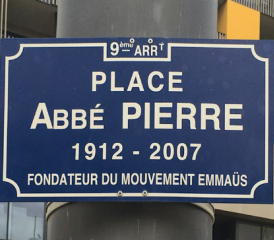 9ème ARRT
PLACE
ABBÉ PIERRE
1912 - 2007
FONDATEUR DU MOUVEMENT EMMAÜS